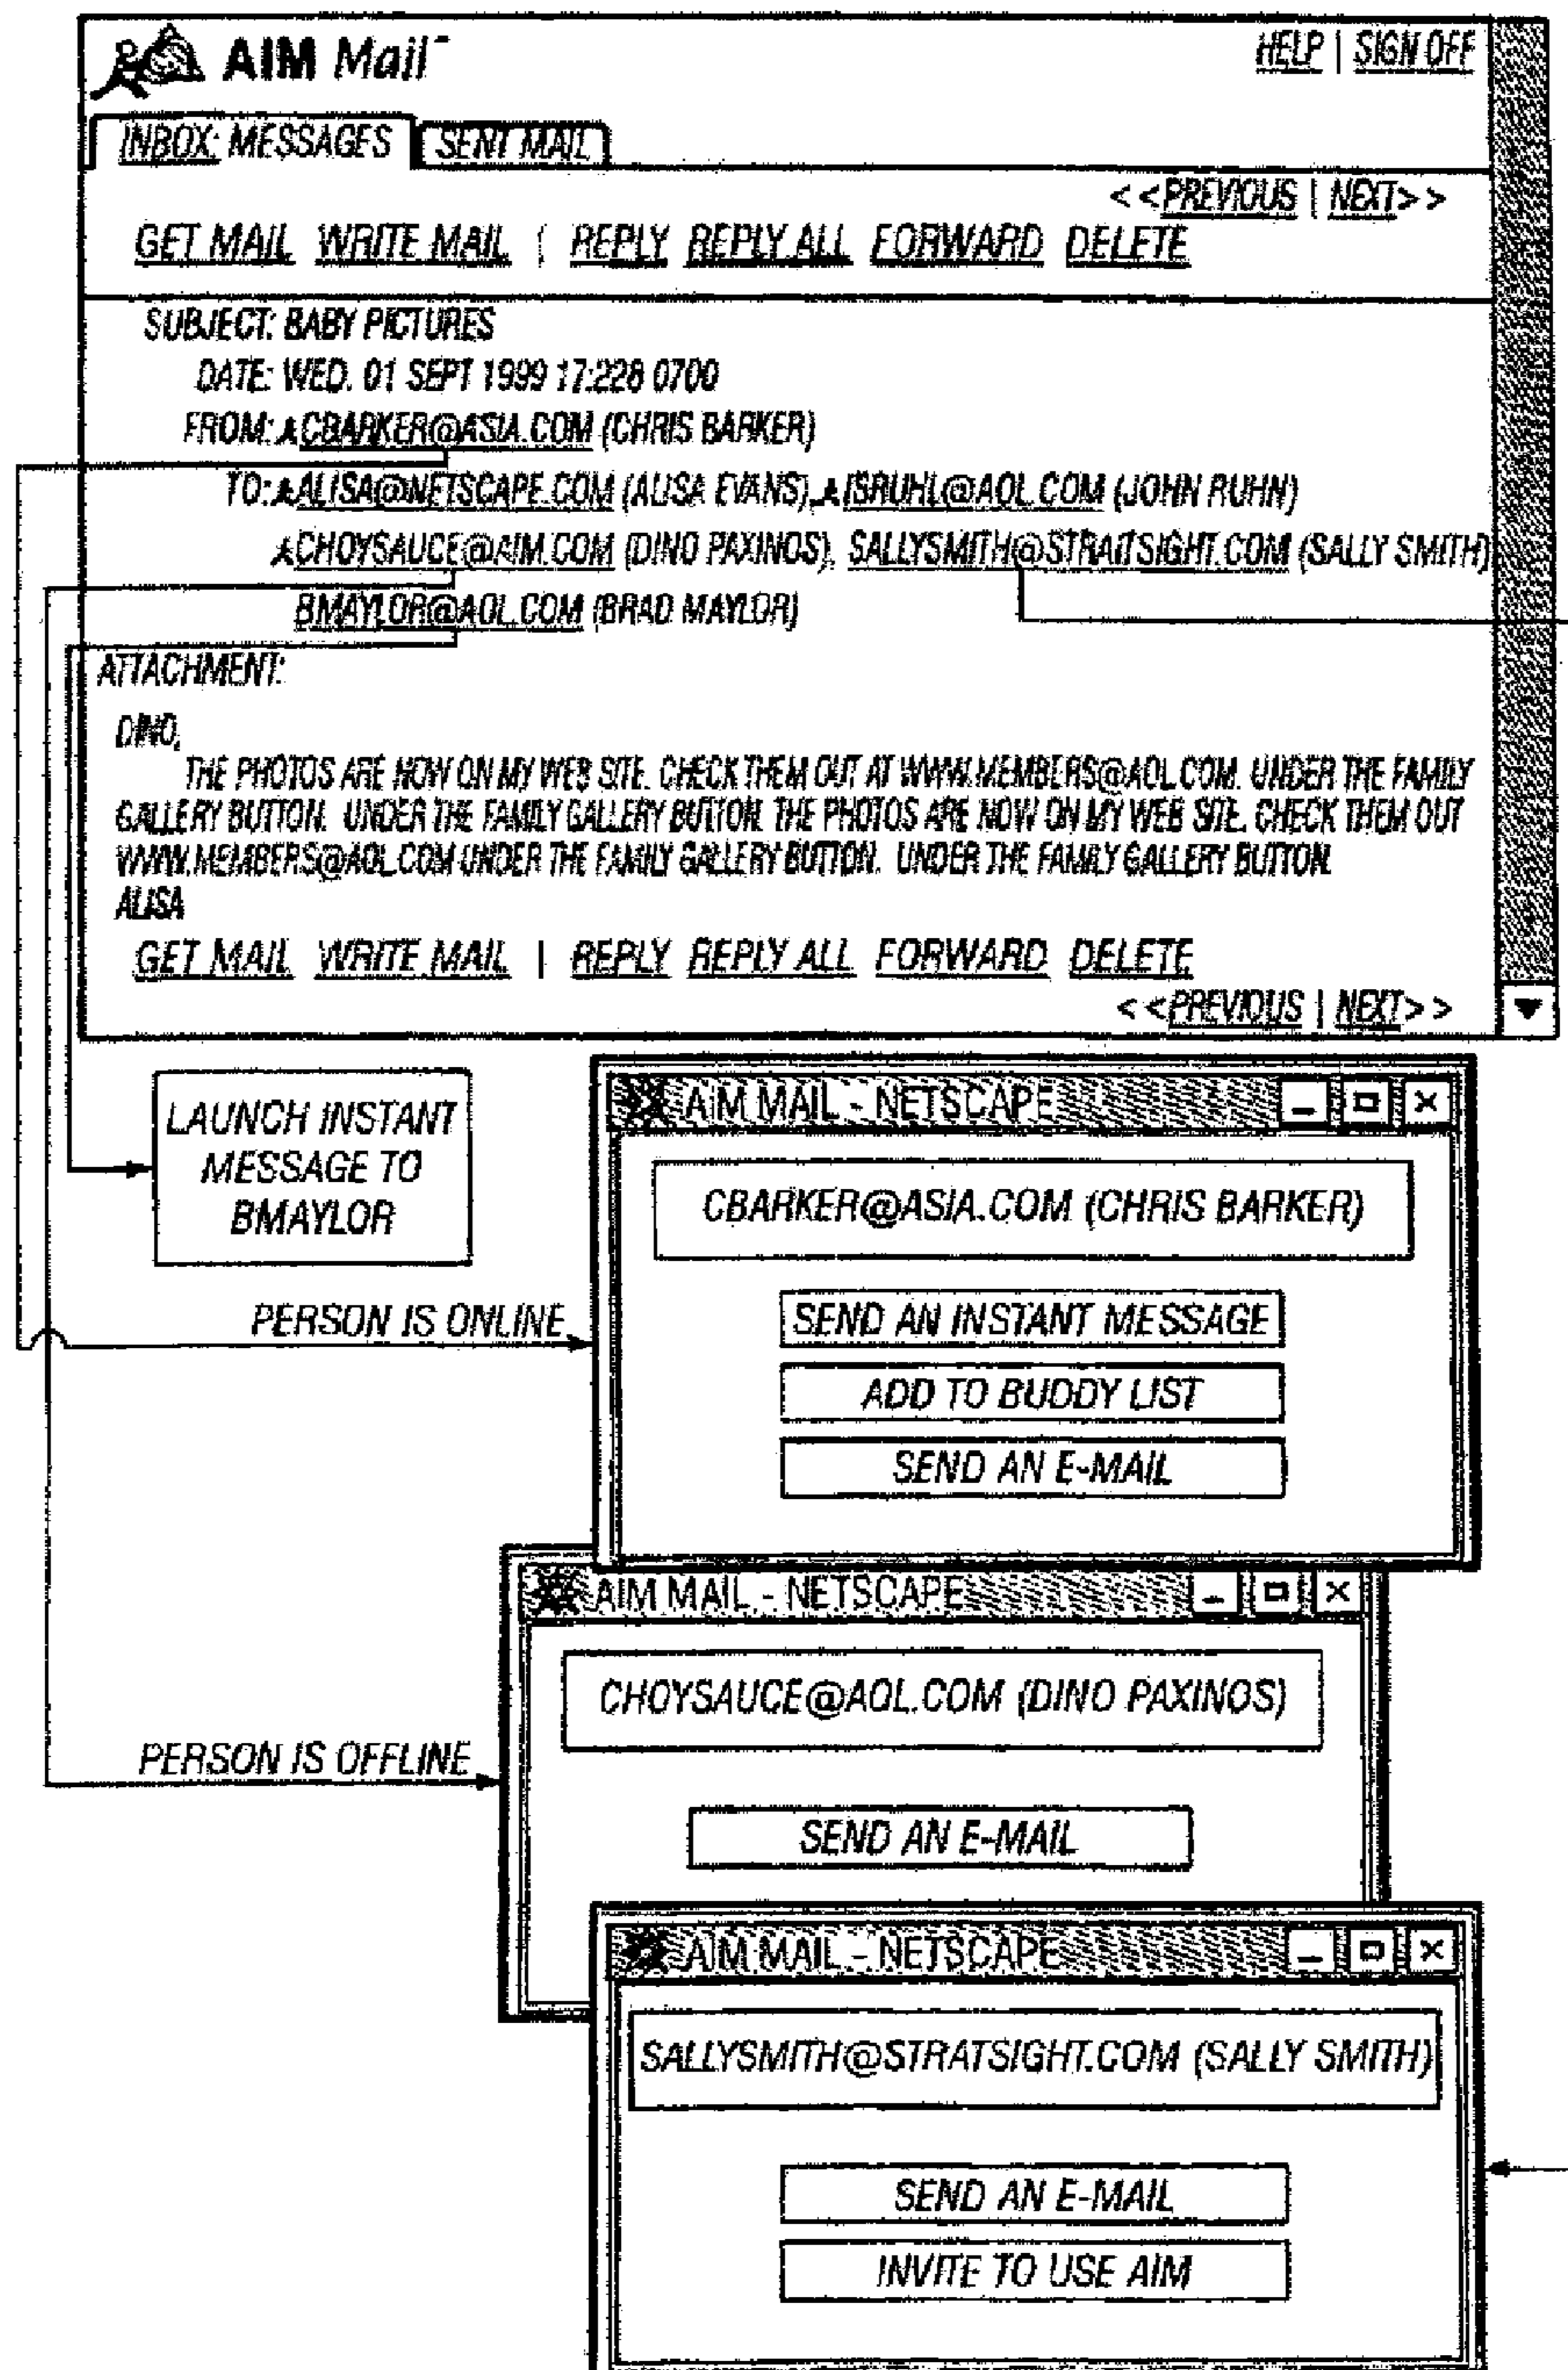 AIM Mail
HELP | SIGN OFF
INBOX: MESSAGES SENT MAIL
<<PREVIOUS | NEXT>>
GET MAIL WRITE MAIL | REPLY REPLY ALL FORWARD DELETE
SUBJECT: BABY PICTURES
DATE: WED. 01 SEPT 1999 17:228 0700
FROM: CBARKER@ASIA.COM (CHRIS BARKER)
TO: ALISA@NETSCAPE.COM (ALISA EVANS), ISRUHL@AOL.COM (JOHN RUHN)
CHOYSAUCE@AIM.COM (DINO PAXINOS), SALLYSMITH@STRAITSIGHT.COM (SALLY SMITH)
BMAYLOR@AOL.COM (BRAD MAYLOR)
ATTACHMENT:
DINO,
THE PHOTOS ARE NOW ON MY WEB SITE. CHECK THEM OUT AT WWW.MEMBERS@AOL.COM. UNDER THE FAMILY
GALLERY BUTTON. UNDER THE FAMILY GALLERY BUTTON. THE PHOTOS ARE NOW ON MY WEB SITE. CHECK THEM OUT
WWW.MEMBERS@AOL.COM UNDER THE FAMILY GALLERY BUTTON. UNDER THE FAMILY GALLERY BUTTON.
ALISA
GET MAIL WRITE MAIL | REPLY REPLY ALL FORWARD DELETE
<<PREVIOUS | NEXT>>
LAUNCH INSTANT
MESSAGE TO
BMAYLOR
AIM MAIL - NETSCAPE
CBARKER@ASIA.COM (CHRIS BARKER)
PERSON IS ONLINE
SEND AN INSTANT MESSAGE
ADD TO BUDDY LIST
SEND AN E-MAIL
AIM MAIL - NETSCAPE
CHOYSAUCE@AOL.COM (DINO PAXINOS)
PERSON IS OFFLINE
SEND AN E-MAIL
AIM MAIL - NETSCAPE
SALLYSMITH@STRATSIGHT.COM (SALLY SMITH)
SEND AN E-MAIL
INVITE TO USE AIM